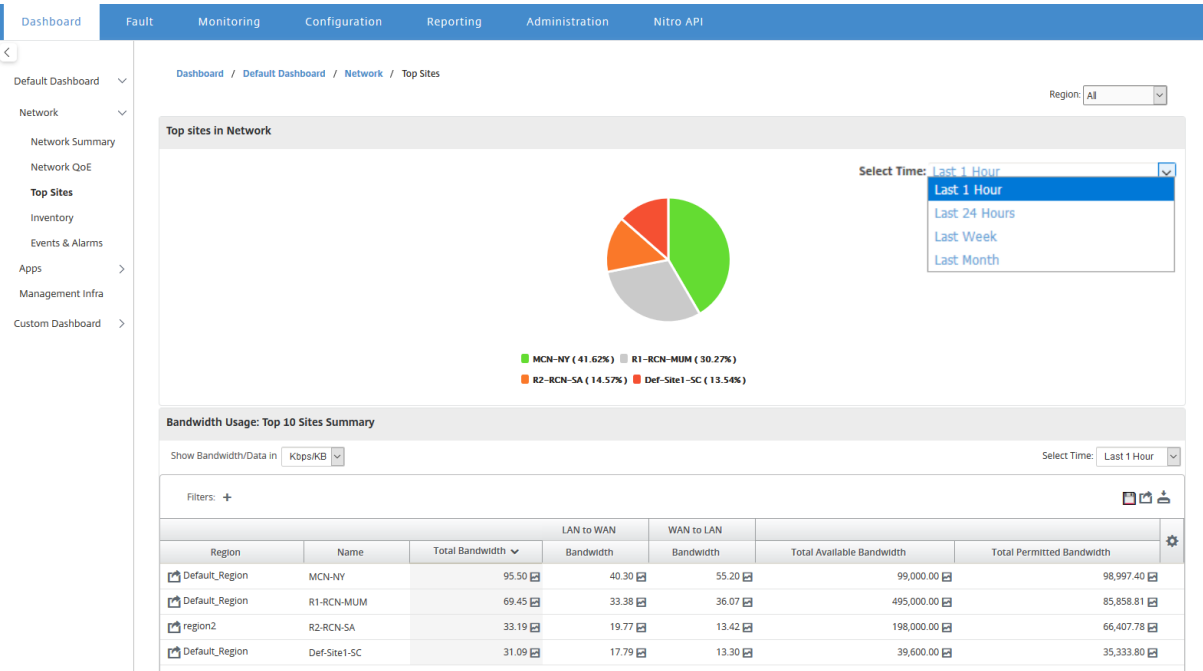 Dashboard Fault Monitoring Configuration Reporting Administration Nitro API
Default Dashboard
Network
Network Summary
Network QoE
Top Sites
Inventory
Events & Alarms
Apps
Management Infra
Custom Dashboard
Dashboard / Default Dashboard / Network / Top Sites
Region: All
Top sites in Network
Select Time: Last 1 Hour
Last 1 Hour
Last 24 Hours
Last Week
Last Month
MCN-NY ( 41.62% ) R1-RCN-MUM ( 30.27% )
R2-RCN-SA ( 14.57% ) Def-Site1-SC ( 13.54% )
Bandwidth Usage: Top 10 Sites Summary
Show Bandwidth/Data in Kbps/KB Select Time: Last 1 Hour
Filters: +
LAN to WAN WAN to LAN
Region Name Total Bandwidth Bandwidth Bandwidth Total Available Bandwidth Total Permitted Bandwidth
Default_Region MCN-NY 95.50 40.30 55.20 99,000.00 98,997.40
Default_Region R1-RCN-MUM 69.45 33.38 36.07 495,000.00 85,858.81
region2 R2-RCN-SA 33.19 19.77 13.42 198,000.00 66,407.78
Default_Region Def-Site1-SC 31.09 17.79 13.30 39,600.00 35,333.80